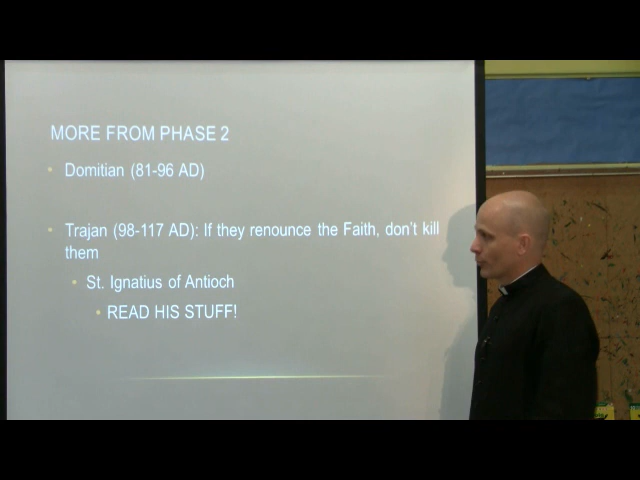 MORE FROM PHASE 2
• Domitian (81-96 AD)
• Trajan (98-117 AD): If they renounce the Faith, don't kill
them
• St. Ignatius of Antioch
• READ HIS STUFF!